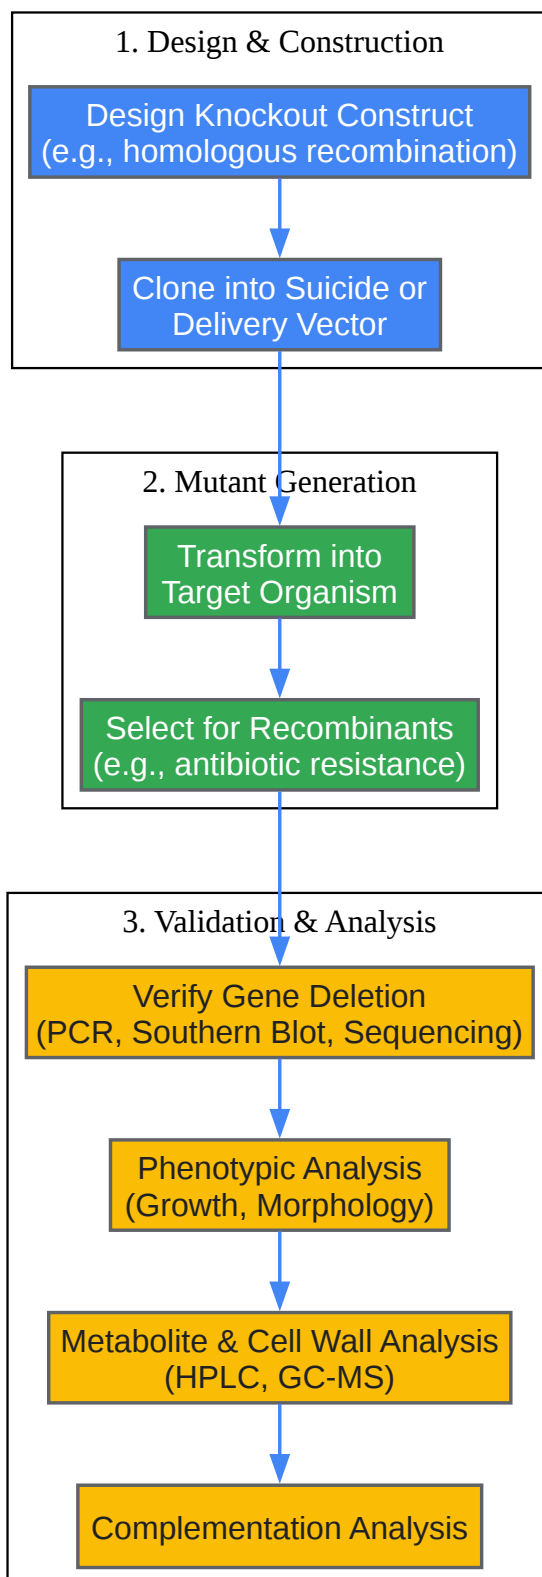 1. Design & Construction
Design Knockout Construct
(e.g., homologous recombination)
Clone into Suicide or
Delivery Vector
2. Mutant Generation
Transform into
Target Organism
Select for Recombinants
(e.g., antibiotic resistance)
3. Validation & Analysis
Verify Gene Deletion
(PCR, Southern Blot, Sequencing)
Phenotypic Analysis
(Growth, Morphology)
Metabolite & Cell Wall Analysis
(HPLC, GC-MS)
Complementation Analysis